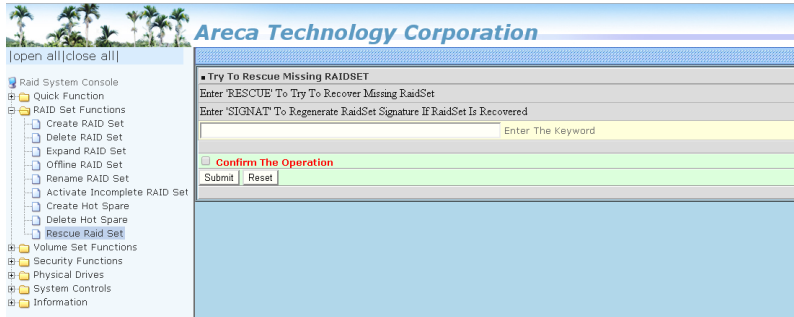 Areca Technology Corporation
|open all|close all|
Raid System Console
Quick Function
RAID Set Functions
Create RAID Set
Delete RAID Set
Expand RAID Set
Offline RAID Set
Rename RAID Set
Activate Incomplete RAID Set
Create Hot Spare
Delete Hot Spare
Rescue Raid Set
Volume Set Functions
Security Functions
Physical Drives
System Controls
Information
Try To Rescue Missing RAIDSET
Enter 'RESCUE' To Try To Recover Missing RaidSet
Enter 'SIGNAT' To Regenerate RaidSet Signature If RaidSet Is Recovered
Enter The Keyword
Confirm The Operation
Submit Reset